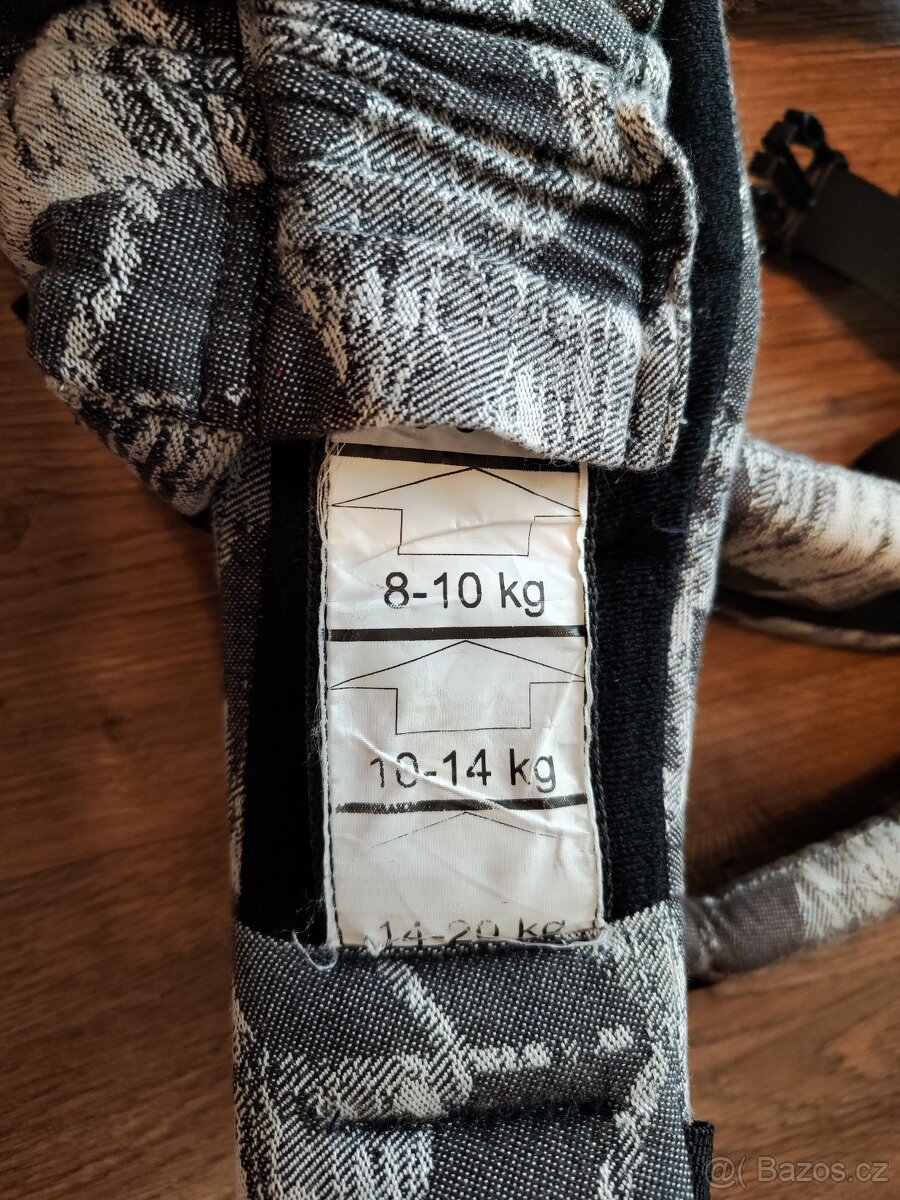 8-10 kg
10-14 kg
14-20 kg
@( Bazos.cz